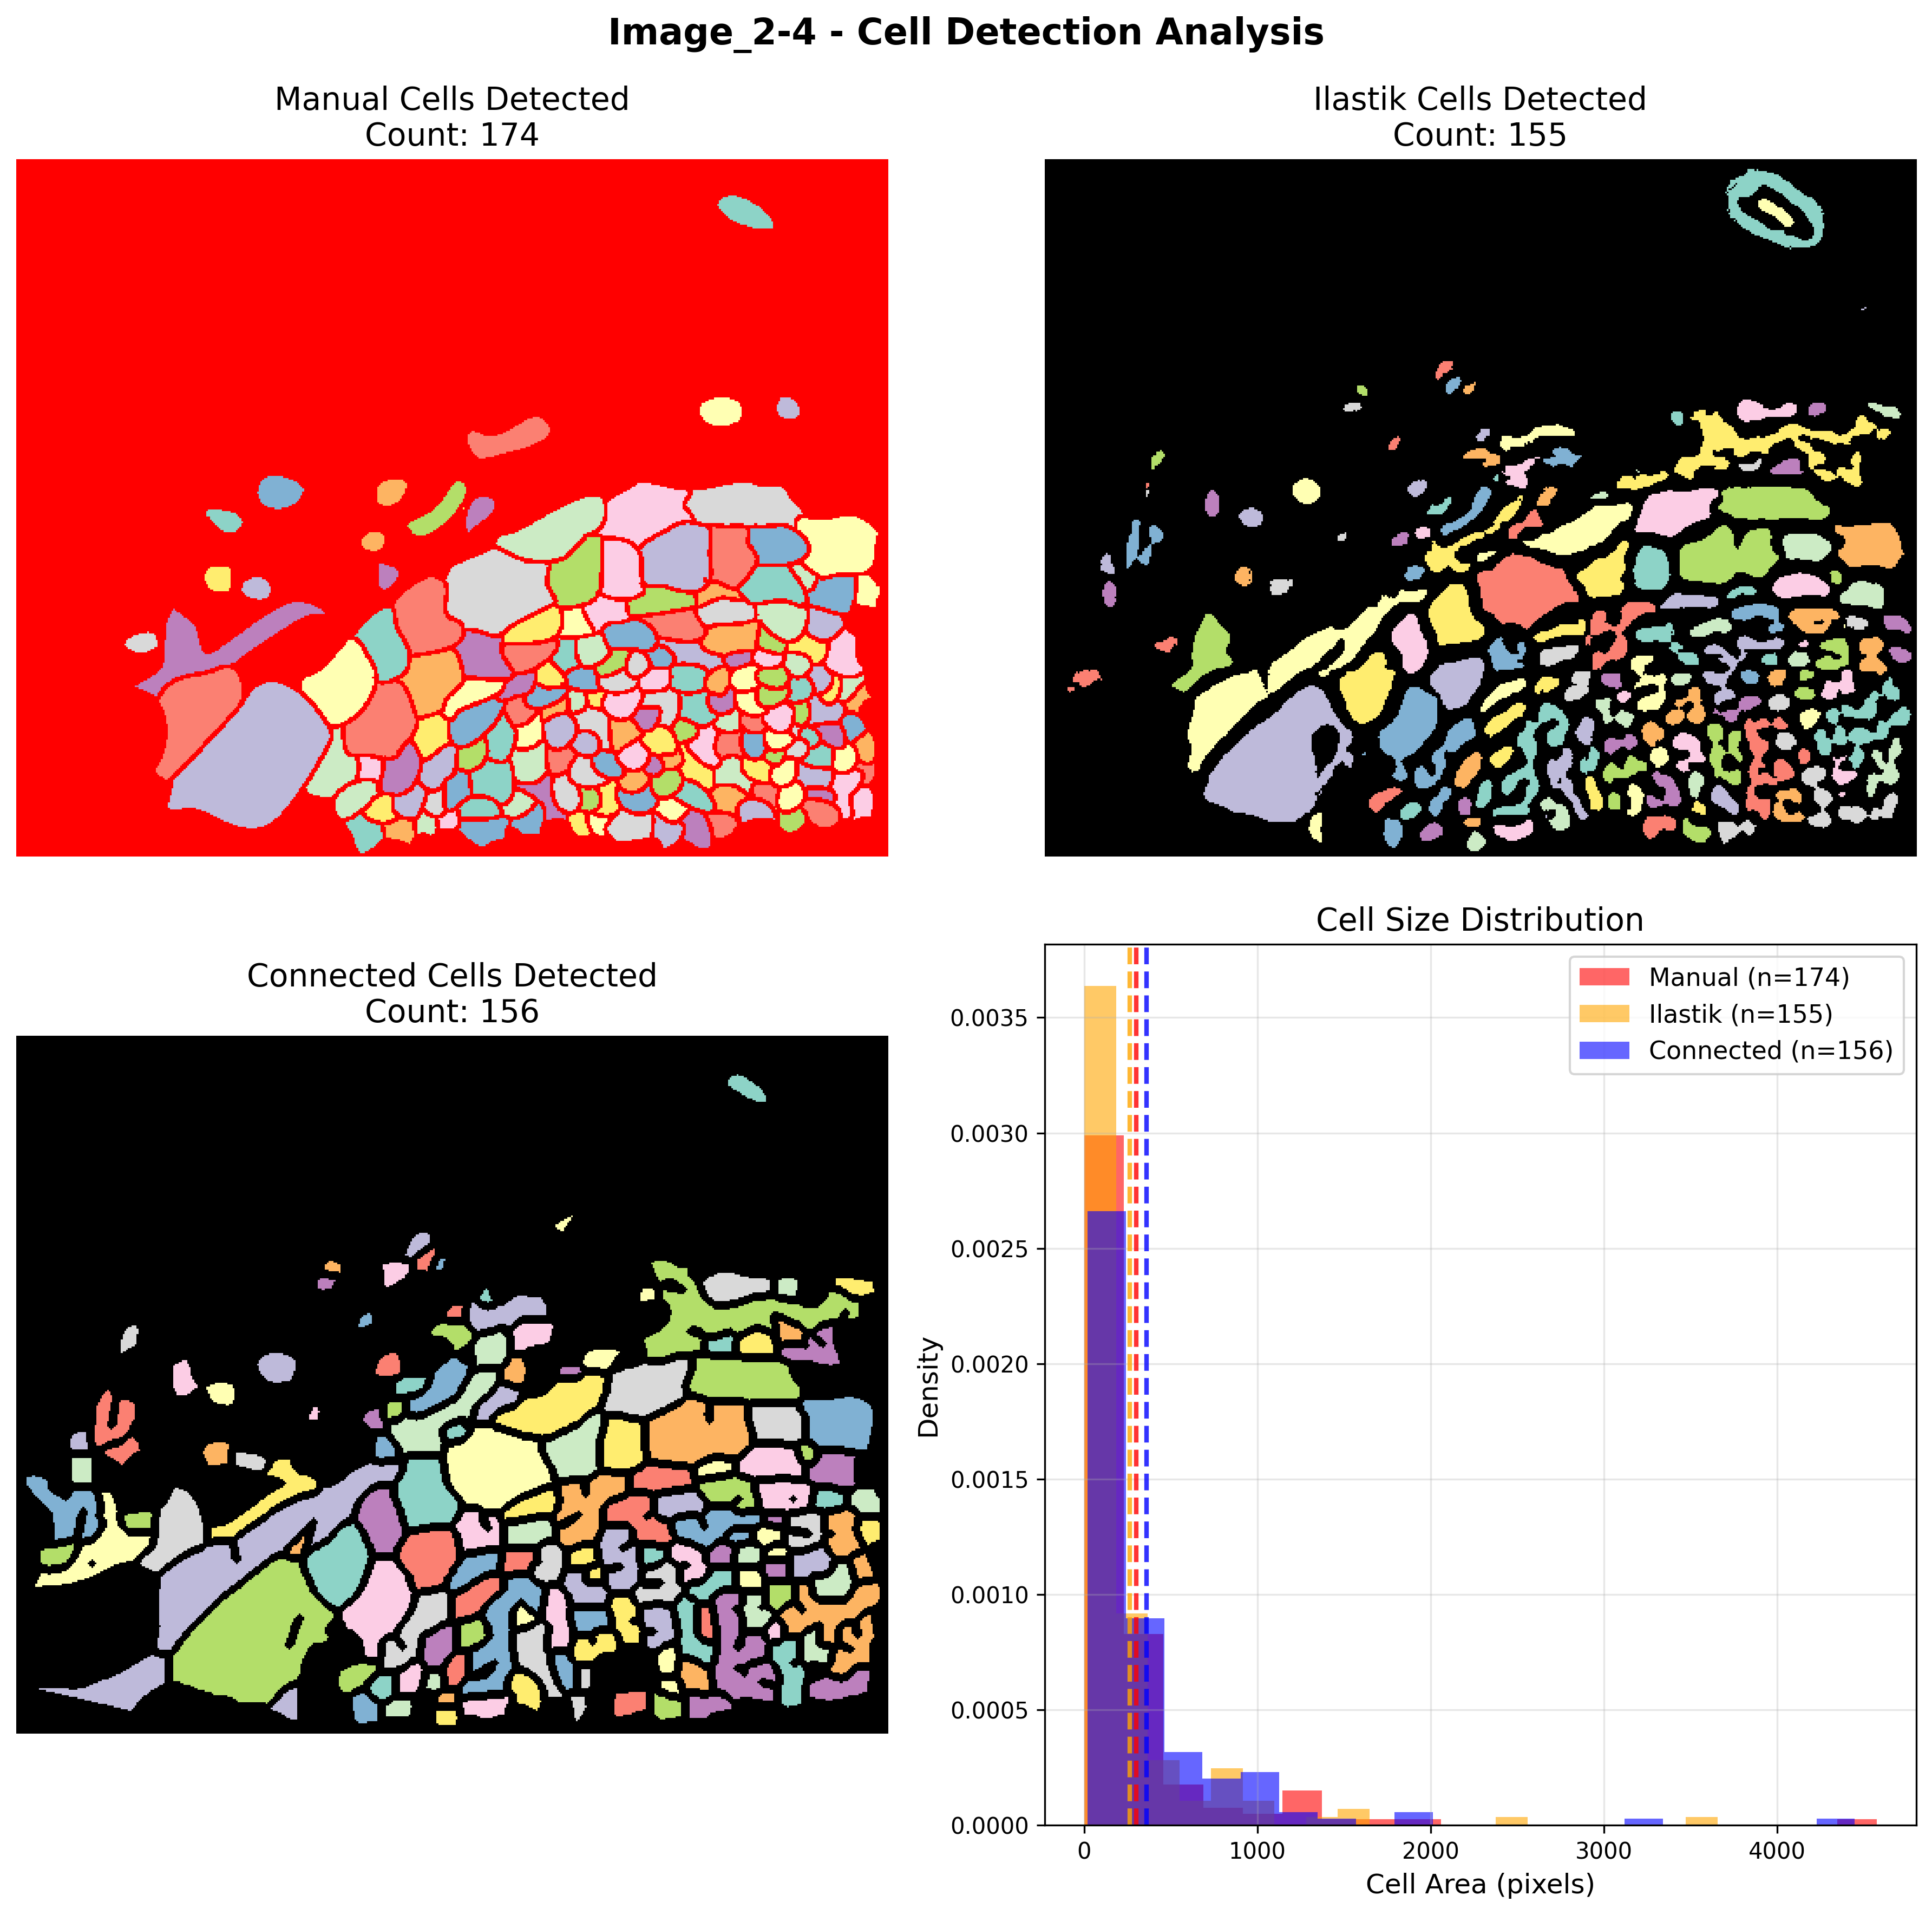 Image_2-4 - Cell Detection Analysis
Manual Cells Detected
Count: 174
Ilastik Cells Detected
Count: 155
Connected Cells Detected
Count: 156
Cell Size Distribution
Manual (n=174)
Ilastik (n=155)
Connected (n=156)
Density
0.0035
0.0030
0.0025
0.0020
0.0015
0.0010
0.0005
0.0000
0
1000
2000
3000
4000
Cell Area (pixels)